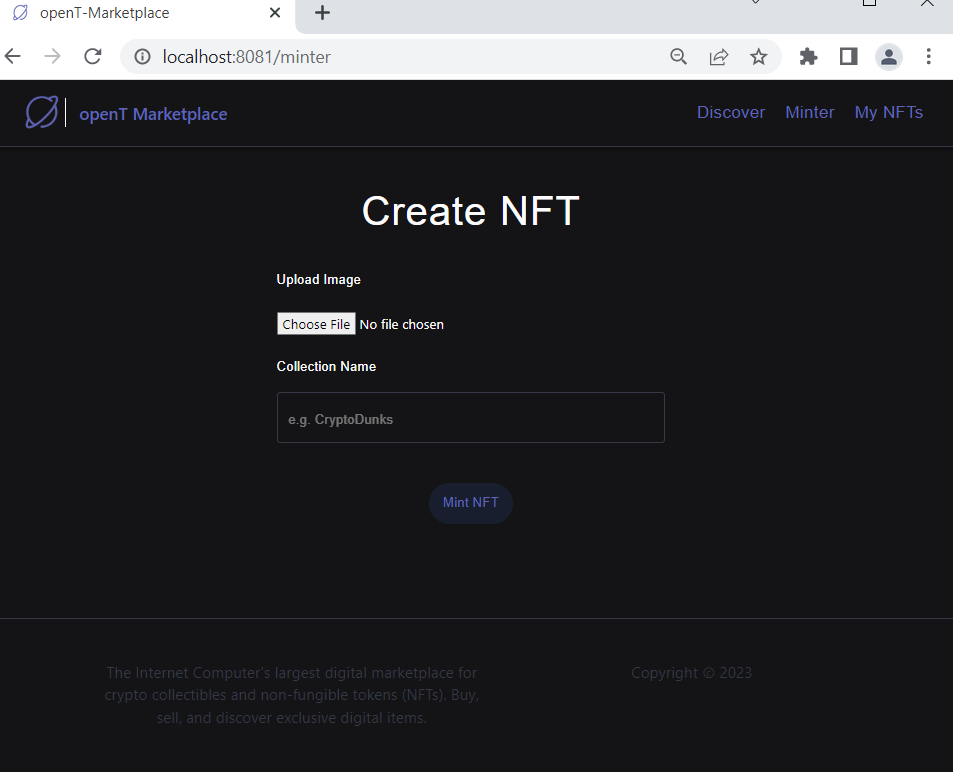 openT-Marketplace
localhost:8081/minter
openT Marketplace
Discover Minter My NFTs
Create NFT
Upload Image
Choose File No file chosen
Collection Name
e.g. CryptoDunks
Mint NFT
The Internet Computer's largest digital marketplace for
crypto collectibles and non-fungible tokens (NFTs). Buy,
sell, and discover exclusive digital items.
Copyright © 2023